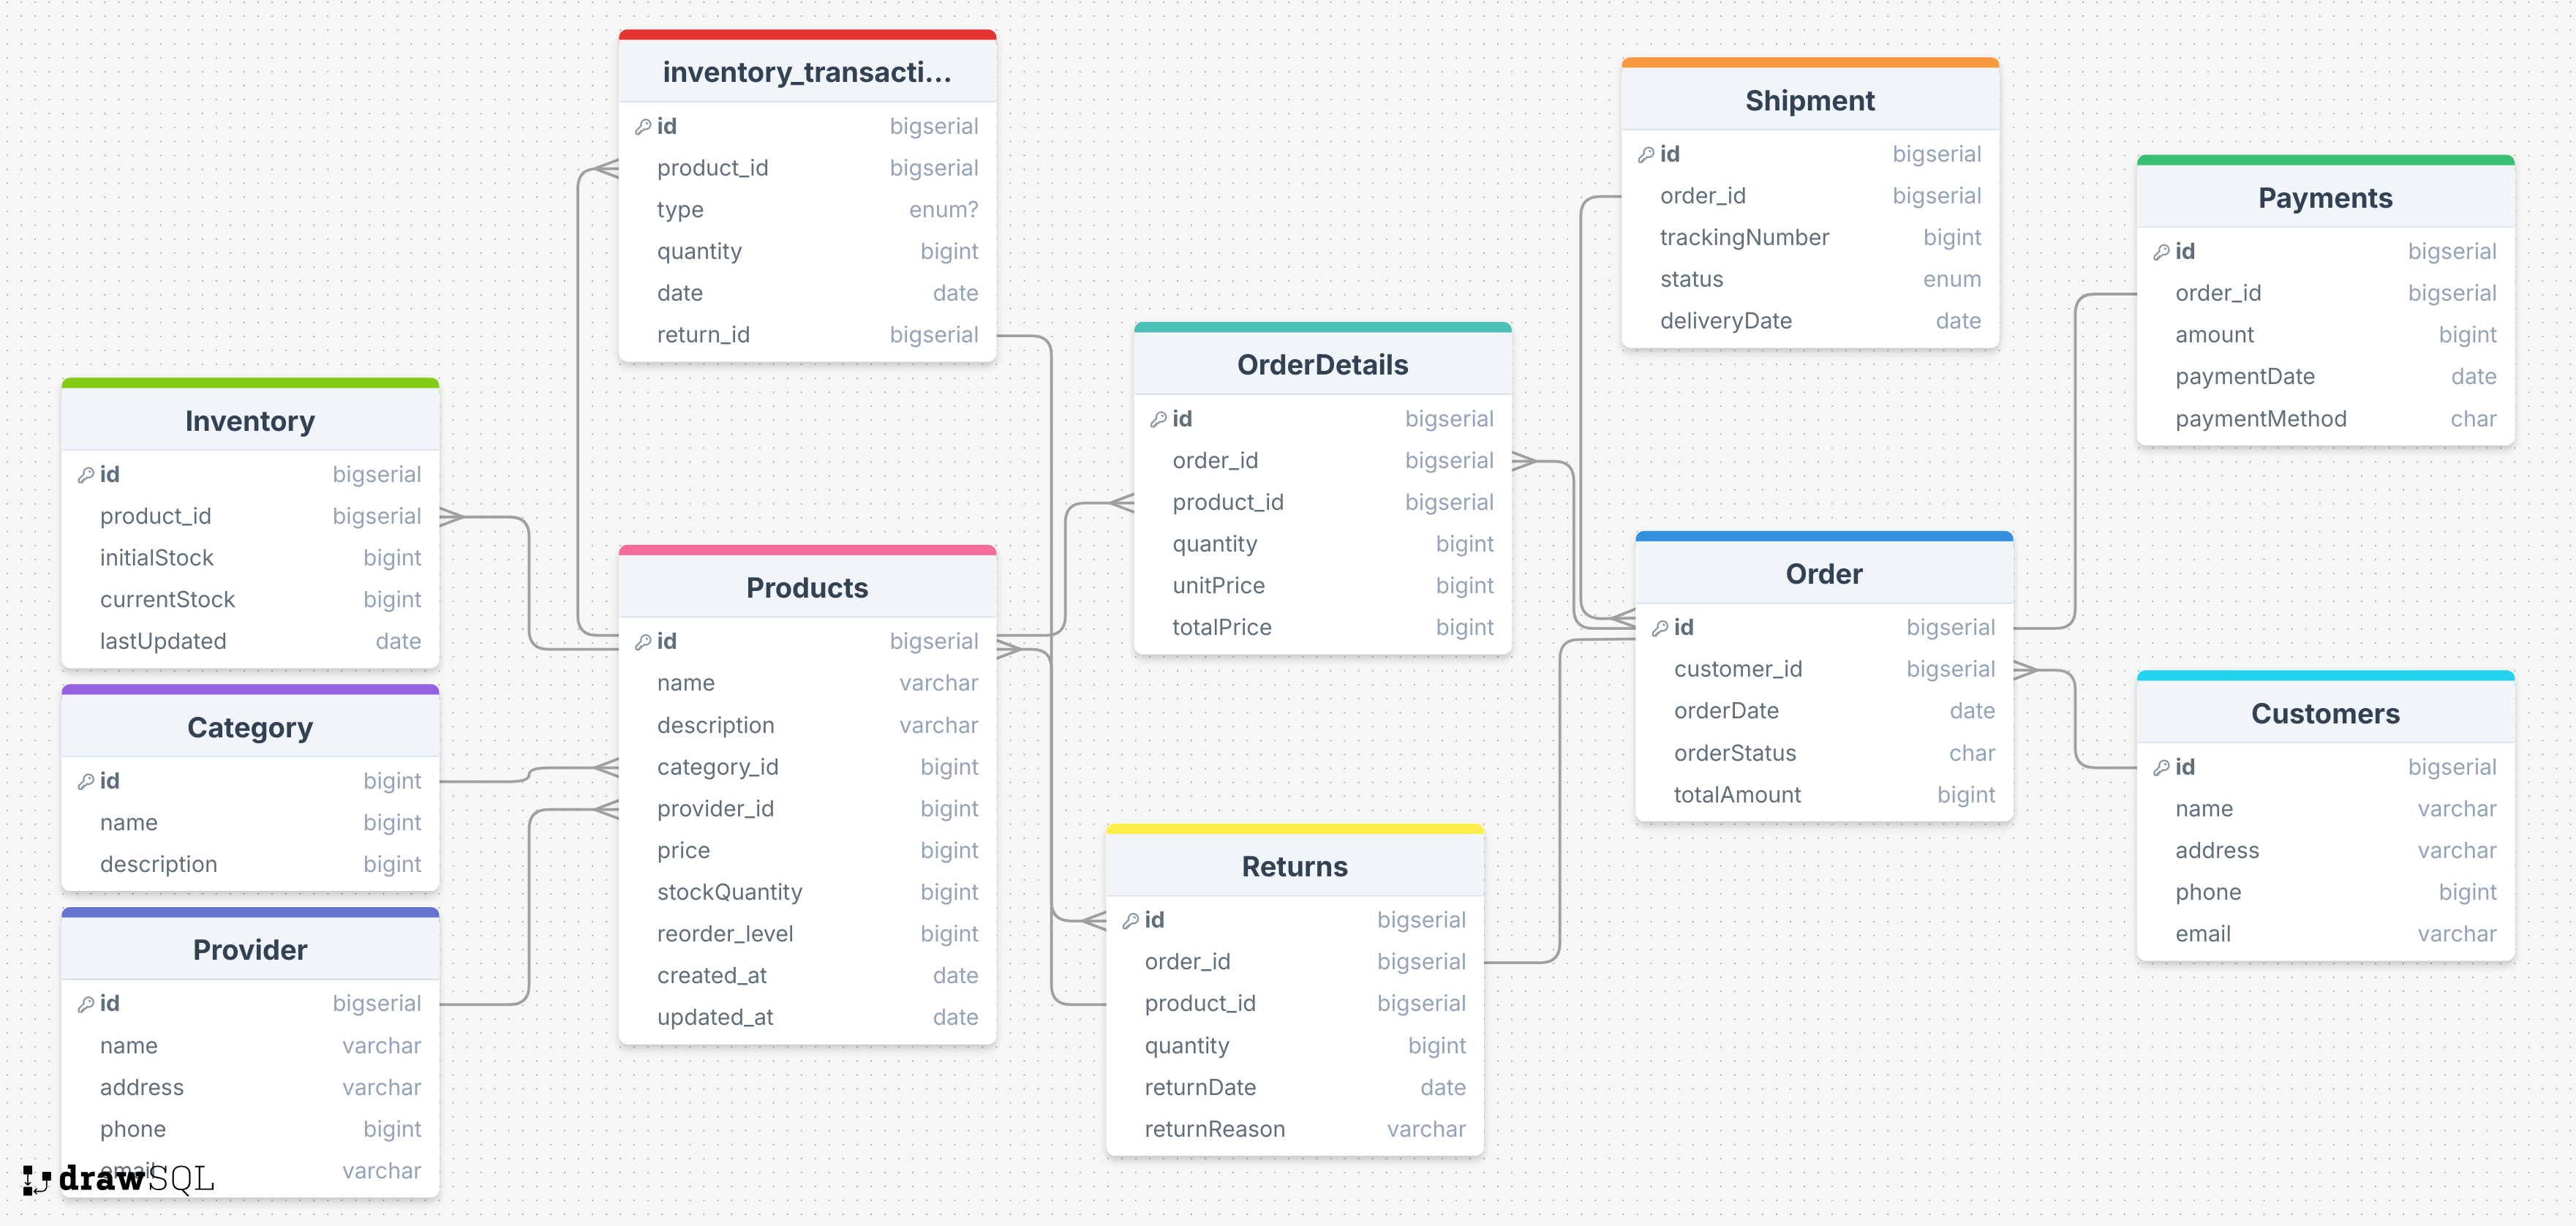 inventory_transacti...
id bigserial
product_id bigserial
type enum?
quantity bigint
date date
return_id bigserial
Shipment
id bigserial
order_id bigserial
trackingNumber bigint
status enum
deliveryDate date
Payments
id bigserial
order_id bigserial
amount bigint
paymentDate date
paymentMethod char
OrderDetails
id bigserial
order_id bigserial
product_id bigserial
quantity bigint
unitPrice bigint
totalPrice bigint
Inventory
id bigserial
product_id bigserial
initialStock bigint
currentStock bigint
lastUpdated date
Products
id bigserial
name varchar
description varchar
category_id bigint
provider_id bigint
price bigint
stockQuantity bigint
reorder_level bigint
created_at date
updated_at date
Order
id bigserial
customer_id bigserial
orderDate date
orderStatus char
totalAmount bigint
Category
id bigint
name bigint
description bigint
Customers
id bigserial
name varchar
address varchar
phone bigint
email varchar
Returns
id bigserial
order_id bigserial
product_id bigserial
quantity bigint
returnDate date
returnReason varchar
Provider
id bigserial
name varchar
address varchar
phone bigint
email varchar
drawSQL